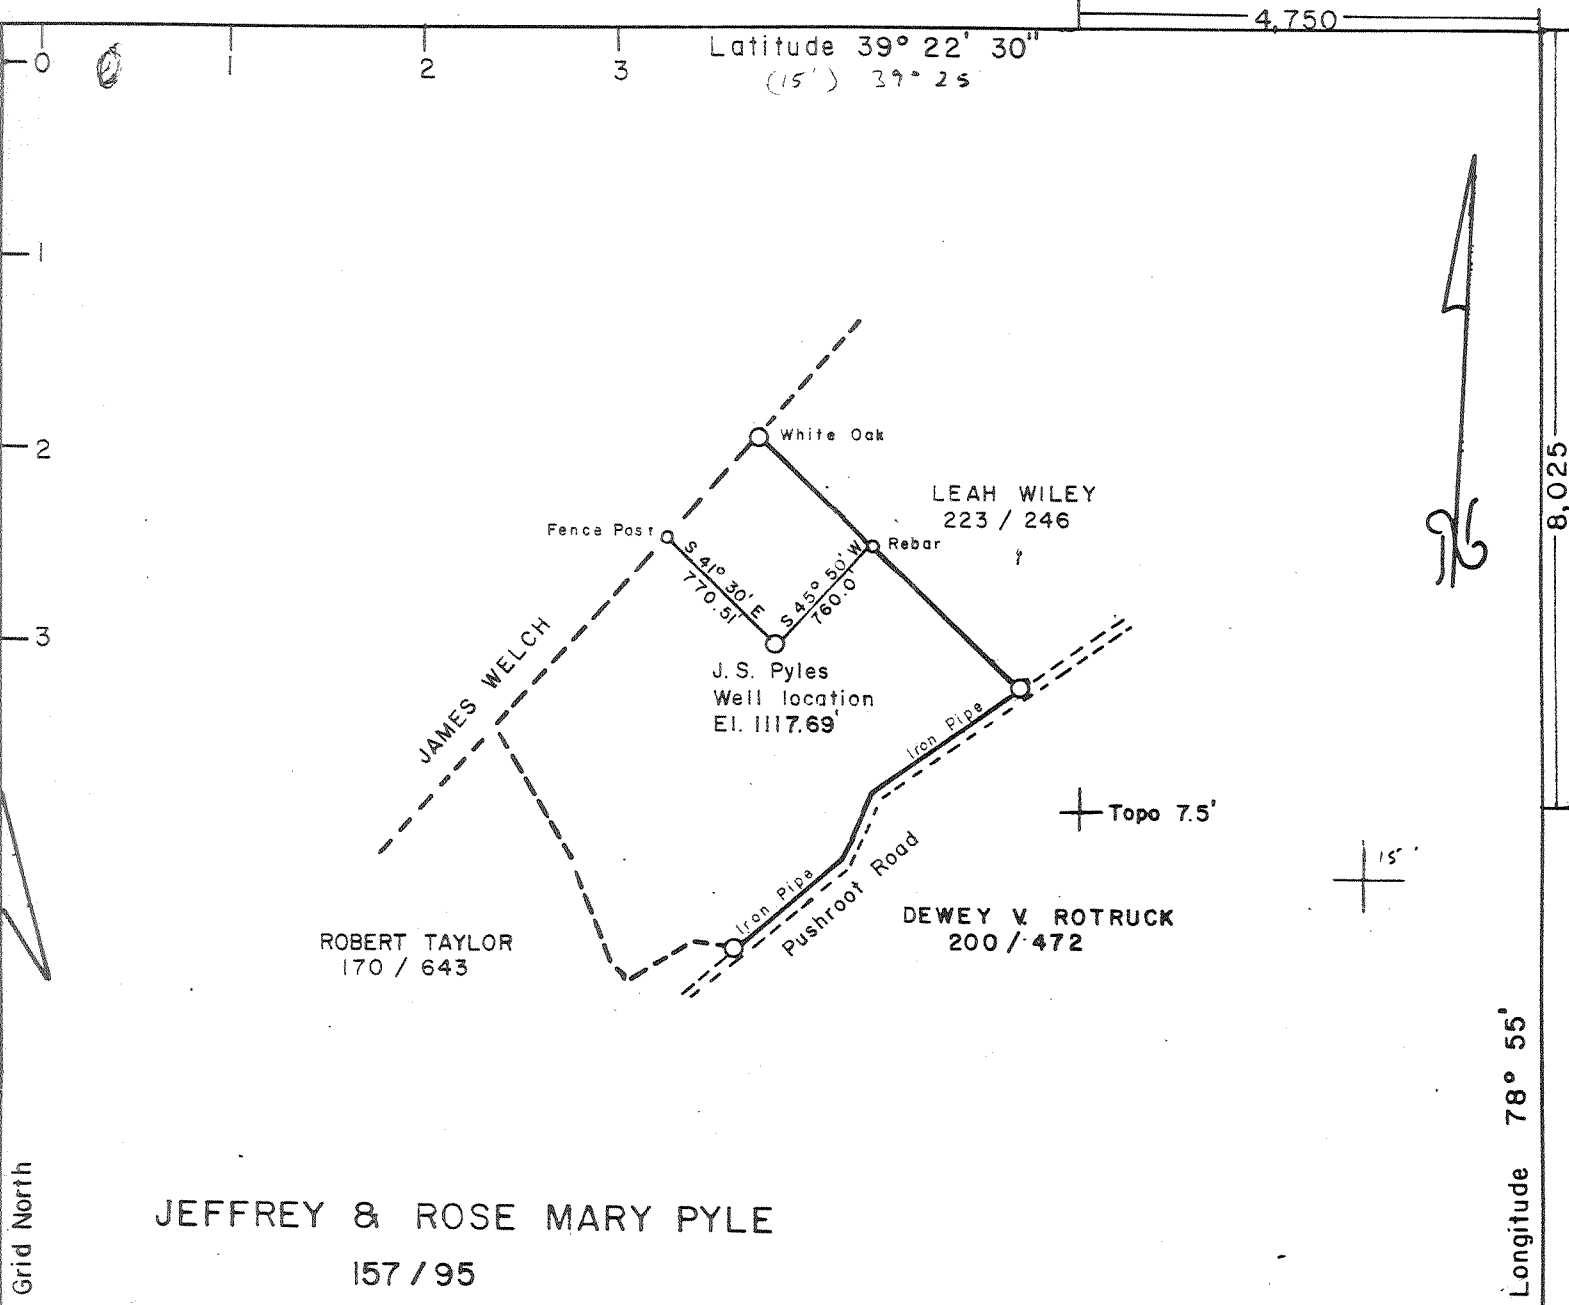 4,750
Latitude 39° 22' 30"
(15') 39° 25
0 1 2 3
1
2
3
White Oak
LEAH WILEY
223 / 246
Fence Post
Rebar
S 41° 30' E
770.51'
S 45° 50' W
760.0'
8,025
JAMES WELCH
J. S. Pyles
Well location
El. 1117.69'
Iron Pipe
Topo 7.5'
15'
Iron Pipe
Pushroot Road
DEWEY V. ROTRUCK
200 / 472
ROBERT TAYLOR
170 / 643
Longitude 78° 55'
Grid North
JEFFREY & ROSE MARY PYLE
157 / 95